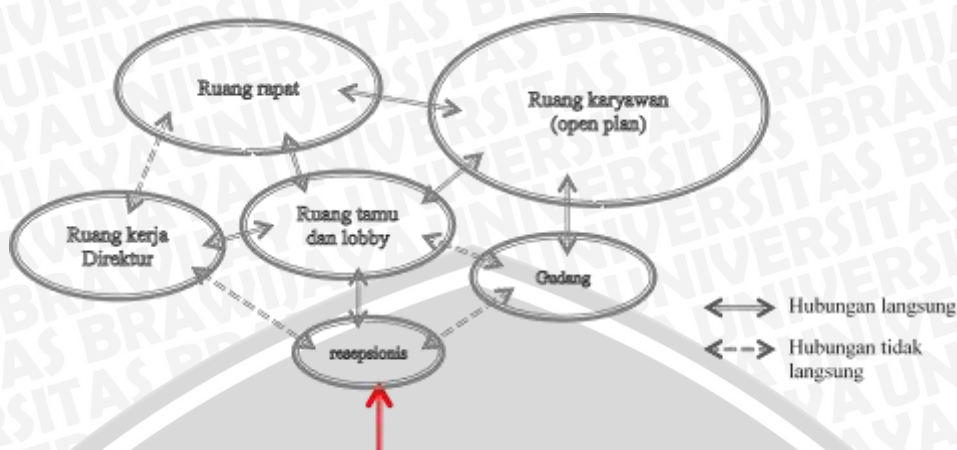 Ruang rapat
Ruang karyawan
(open plan)
Ruang kerja
Direktur
Ruang tamu
dan lobby
Gudang
resepsionis
Hubungan langsung
Hubungan tidak
langsung